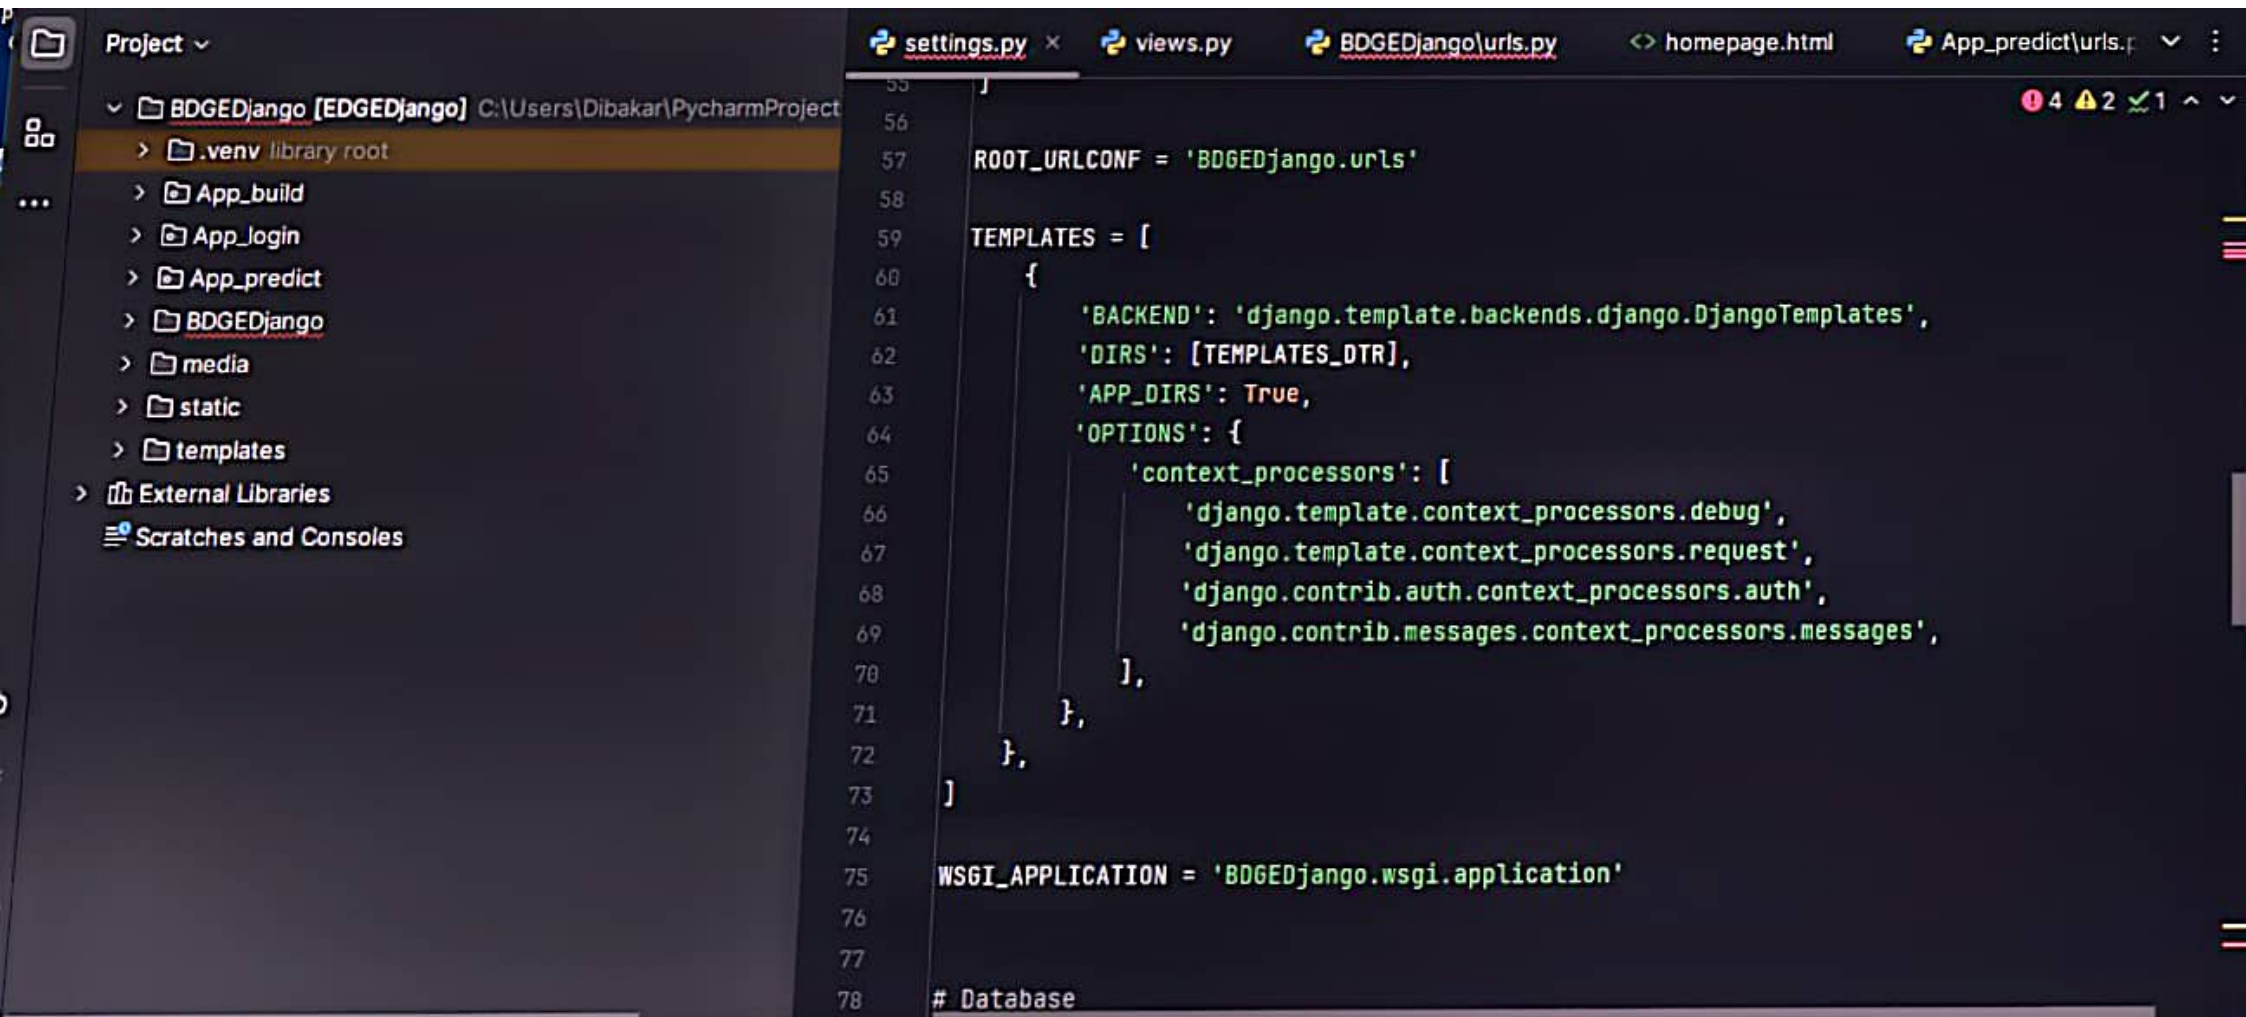 Project
BDGEDjango [EDGEDjango] C:\Users\Dibakar\PycharmProject
.venv library root
App_build
App_login
App_predict
BDGEDjango
media
static
templates
External Libraries
Scratches and Consoles
settings.py × views.py BDGEDjango\urls.py <> homepage.html App_predict\urls.p
4 2 1
55 ]
56
57 ROOT_URLCONF = 'BDGEDjango.urls'
58
59 TEMPLATES = [
60 {
61 'BACKEND': 'django.template.backends.django.DjangoTemplates',
62 'DIRS': [TEMPLATES_DTR],
63 'APP_DIRS': True,
64 'OPTIONS': {
65 'context_processors': [
66 'django.template.context_processors.debug',
67 'django.template.context_processors.request',
68 'django.contrib.auth.context_processors.auth',
69 'django.contrib.messages.context_processors.messages',
70 ],
71 },
72 },
73 ]
74
75 WSGI_APPLICATION = 'BDGEDjango.wsgi.application'
76
77
78 # Database